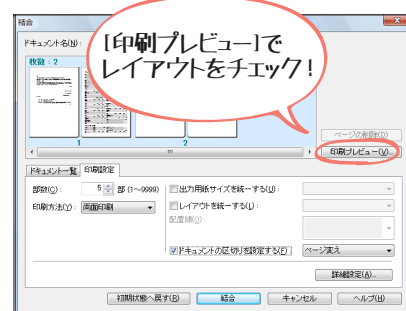 結合
ドキュメント名(N):
枚数:2
[印刷プレビュー]で
レイアウトをチェック!
1
2
ページの削除(D)
印刷プレビュー(V)...
ドキュメント一覧 印刷設定
部数(C): 5 部 (1~9999)
印刷方法(Y): 両面印刷
出力用紙サイズを統一する(U):
レイアウトを統一する(L):
配置順(O):
ドキュメントの区切りを設定する(F): ページ変え
詳細設定(A)...
初期状態へ戻す(R) 結合 キャンセル ヘルプ(H)